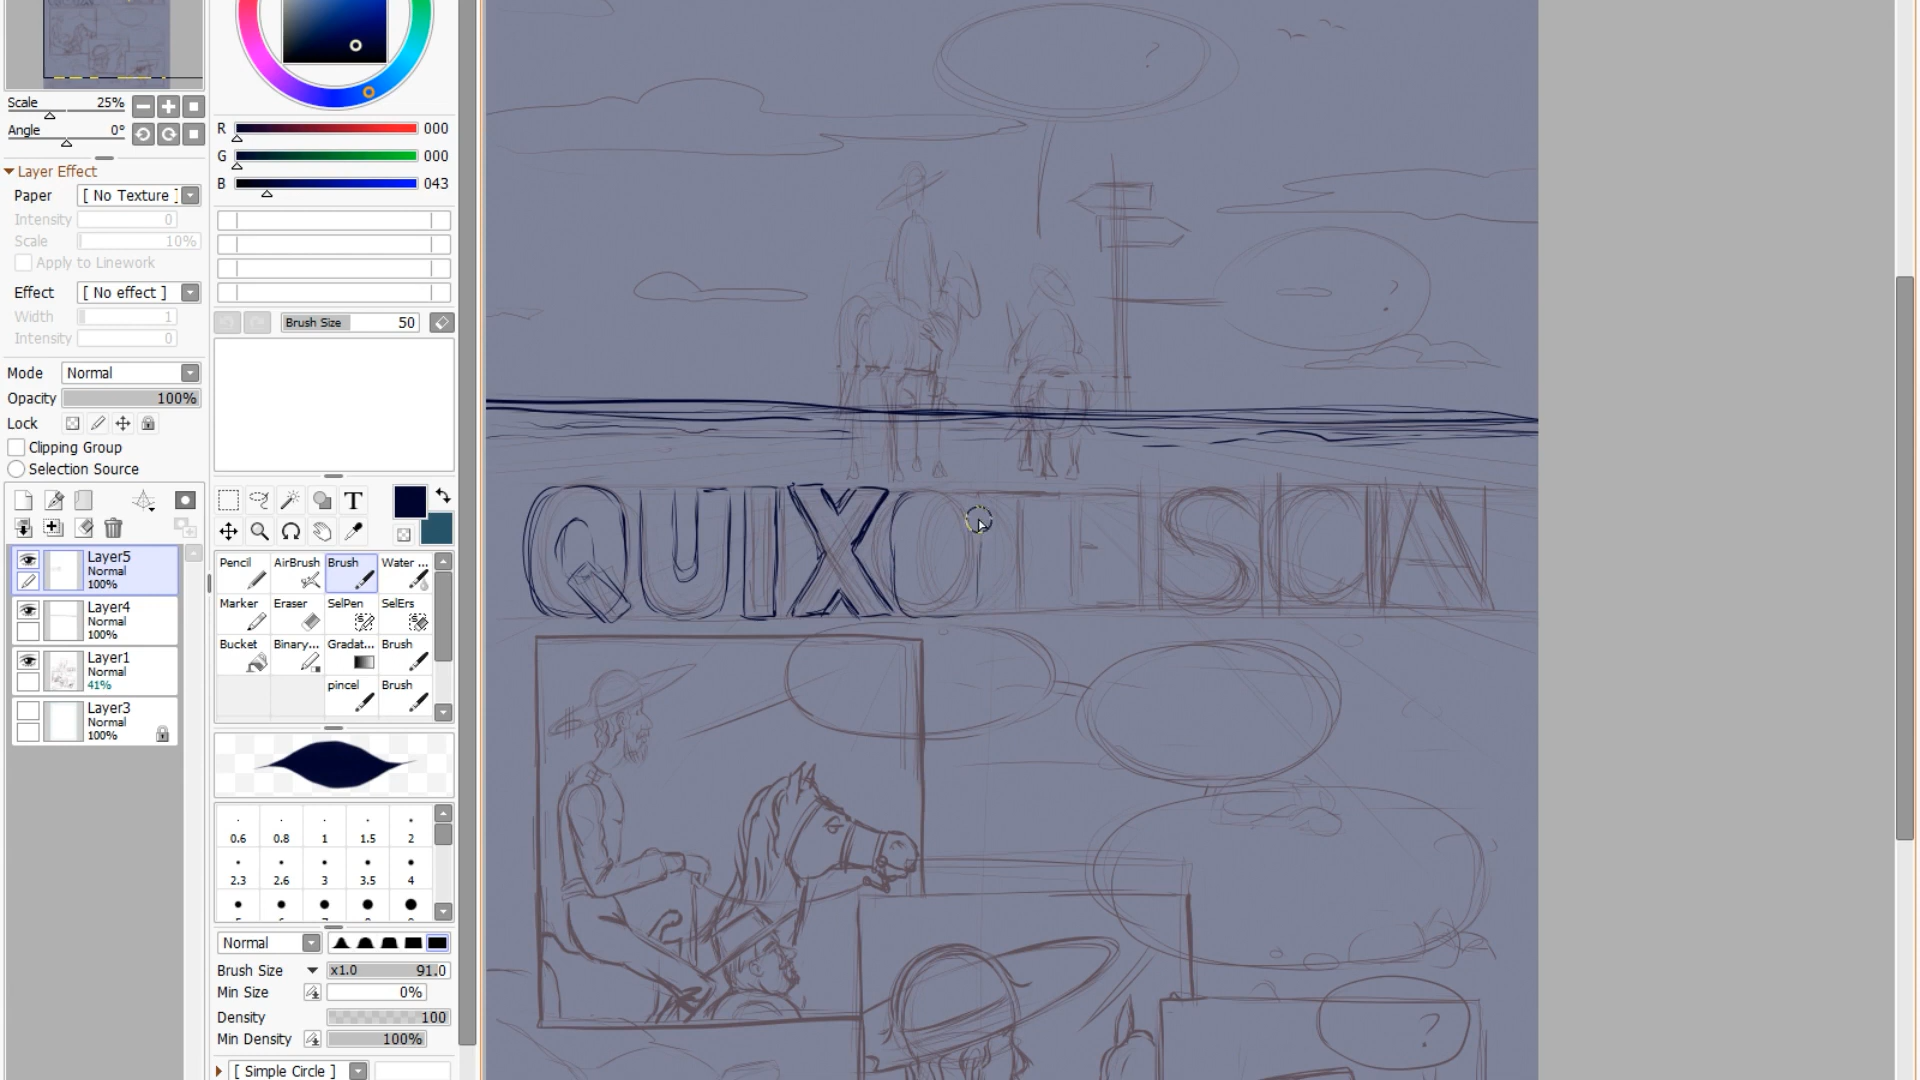 Scale 25%
Angle 0°
Layer Effect
Paper [ No Texture ]
Intensity 0
Scale 10%
Apply to Linework
Effect [ No effect ]
Width 1
Intensity 0
Mode Normal
Opacity 100%
Lock
Clipping Group
Selection Source
Layer5
Normal
100%
Layer4
Normal
100%
Layer1
Normal
41%
Layer3
Normal
100%
R 000
G 000
B 043
Brush Size 50
T
Pencil AirBrush Brush Water ...
Marker Eraser SelPen SelErs
Bucket Binary... Gradat... Brush
pincel Brush
0.6 0.8 1 1.5 2
2.3 2.6 3 3.5 4
Normal
Brush Size x1.0 91.0
Min Size 0%
Density 100
Min Density 100%
[ Simple Circle ]
?
?
QUIXOTESCA
?